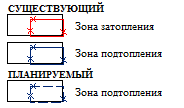 СУЩЕСТВУЮЩИЙ
Зона затопления
Зона подтопления
ПЛАНИРУЕМЫЙ
Зона подтопления